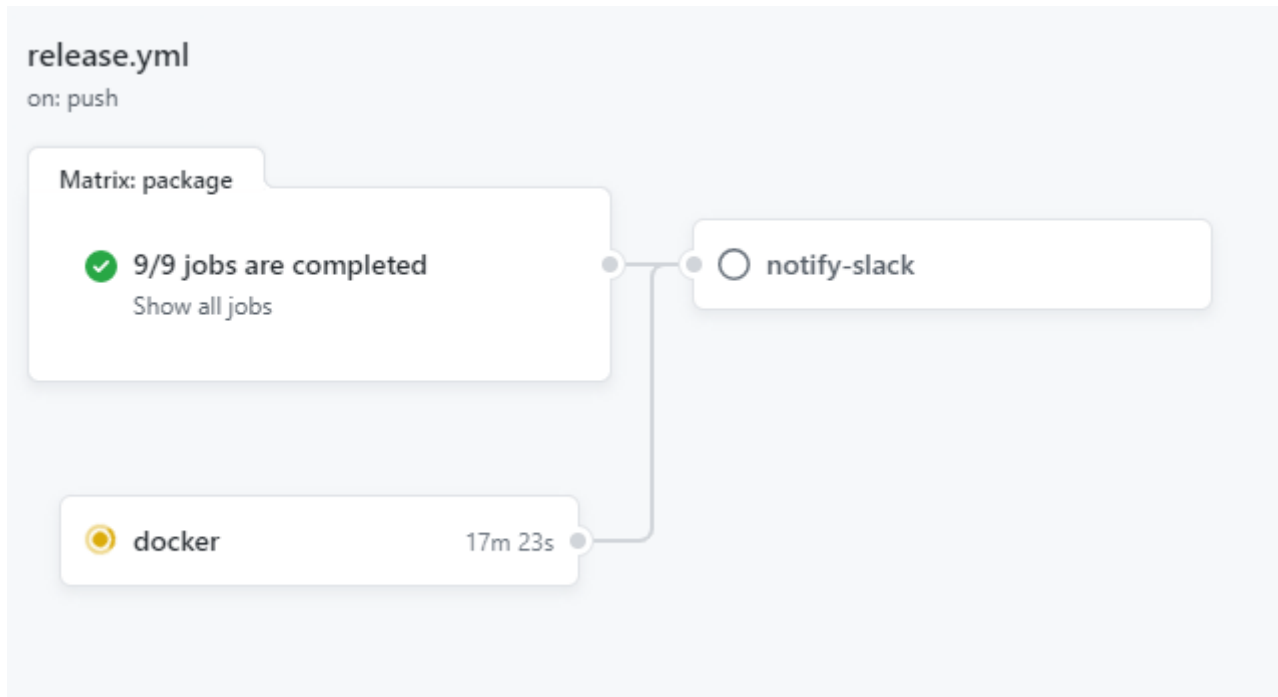 release.yml
on: push
Matrix: package
9/9 jobs are completed
Show all jobs
notify-slack
docker 17m 23s